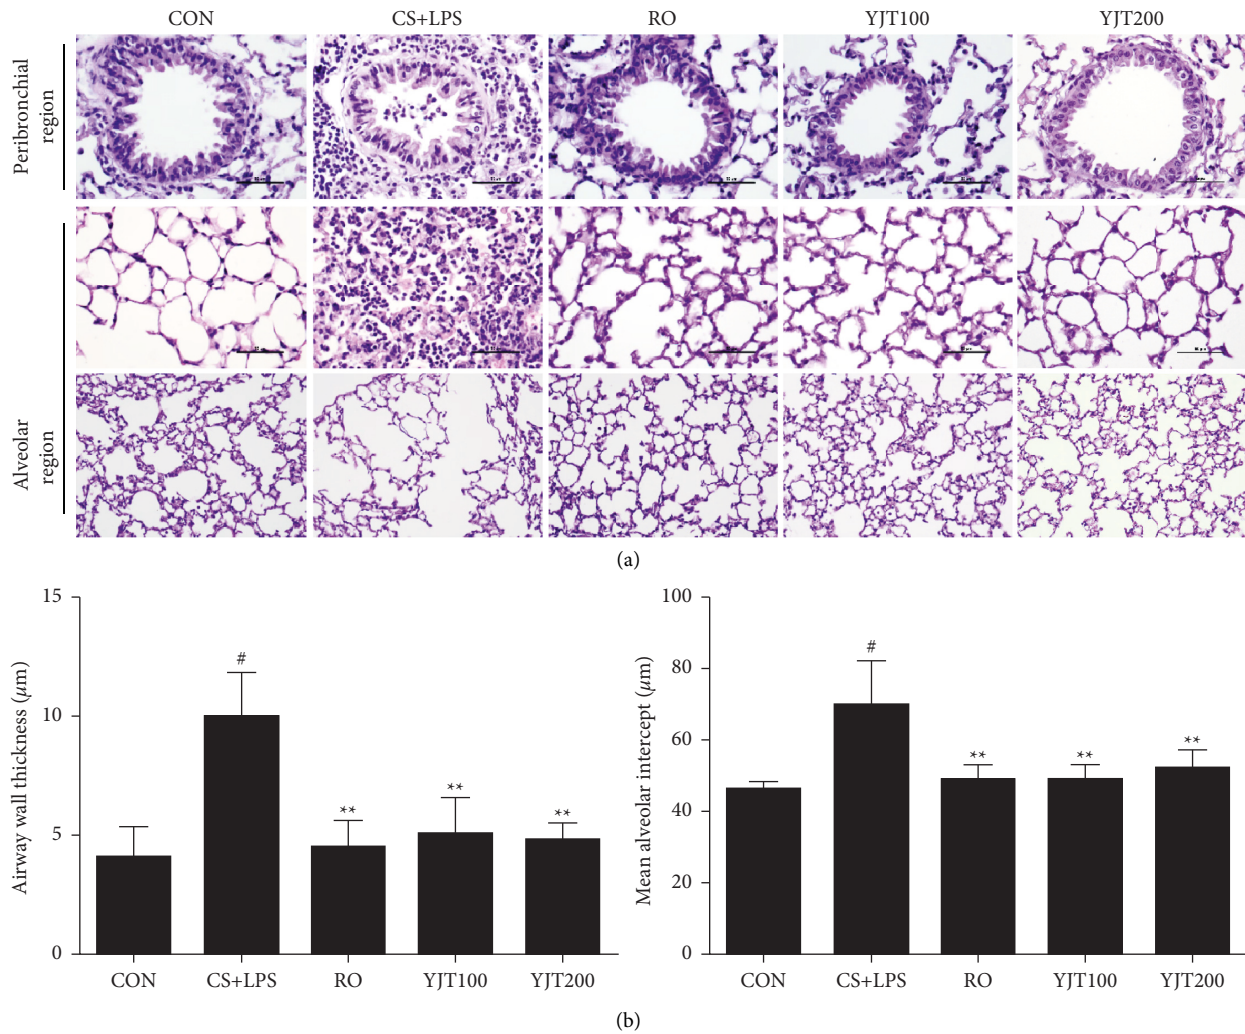 CON CS+LPS RO YJT100 YJT200
Peribronchial
region
Alveolar
region
(a)
Airway wall thickness (μm)
15
10
5
0
#
**
**
**
CON CS+LPS RO YJT100 YJT200
Mean alveolar intercept (μm)
100
80
60
40
20
0
#
**
**
**
CON CS+LPS RO YJT100 YJT200
(b)